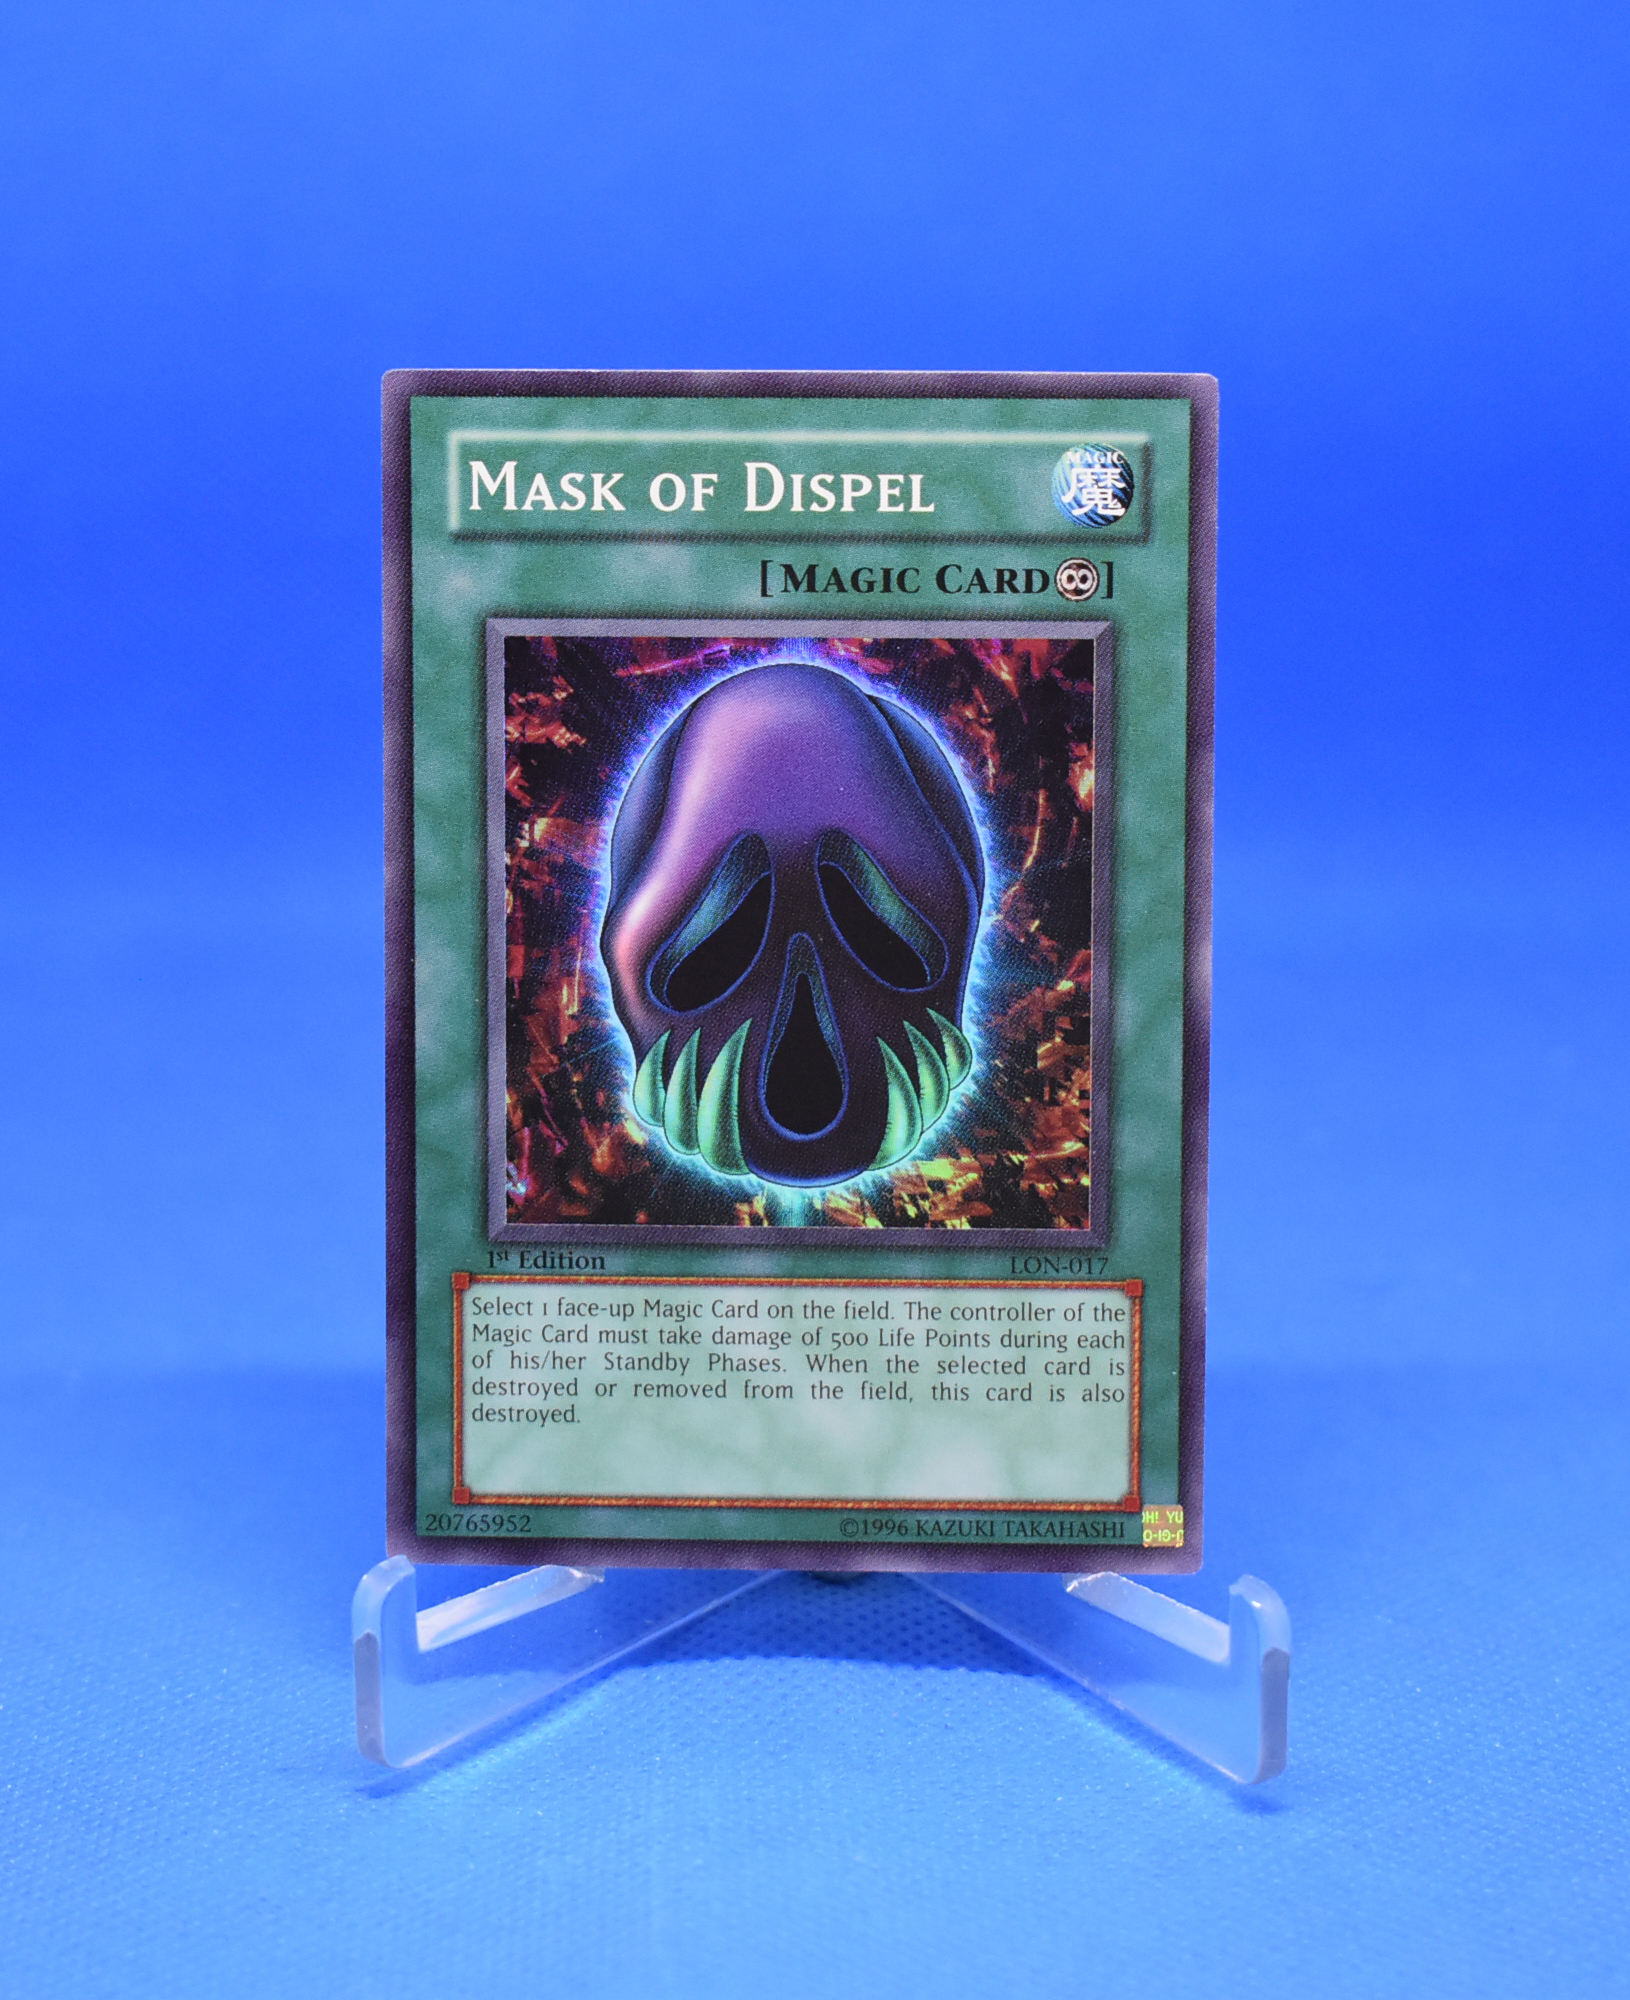 Mask of Dispel
MAGIC
魔
[Magic Card]
1st Edition
LON-017
Select 1 face-up Magic Card on the field. The controller of the
Magic Card must take damage of 500 Life Points during each
of his/her Standby Phases. When the selected card is
destroyed or removed from the field, this card is also
destroyed.
20765952
©1996 KAZUKI TAKAHASHI